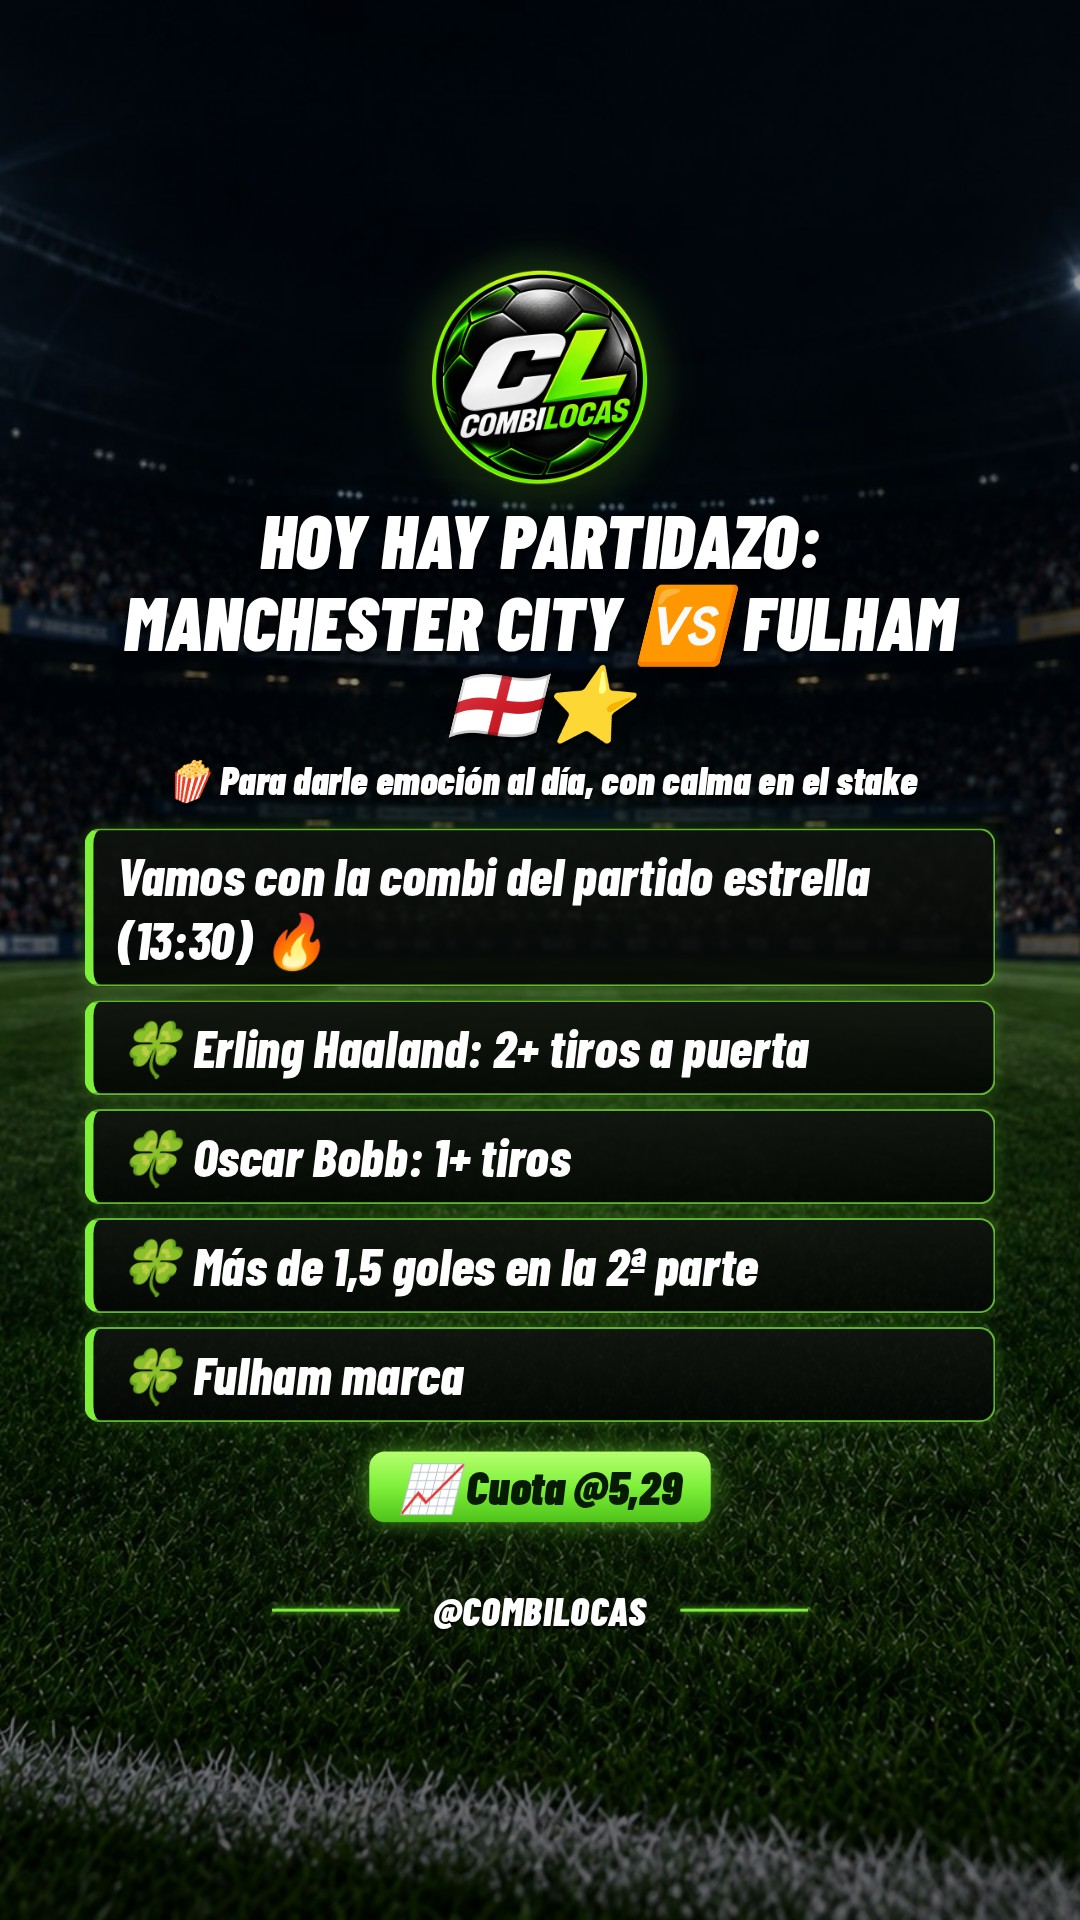 CL
COMBILOCAS
HOY HAY PARTIDAZO:
MANCHESTER CITY 🆚 FULHAM
🏴󠁧󠁢󠁥󠁮󠁧󠁿⭐
🍿 Para darle emoción al día, con calma en el stake
Vamos con la combi del partido estrella
(13:30) 🔥
🍀 Erling Haaland: 2+ tiros a puerta
🍀 Oscar Bobb: 1+ tiros
🍀 Más de 1,5 goles en la 2ª parte
🍀 Fulham marca
📈 Cuota @5,29
@COMBILOCAS